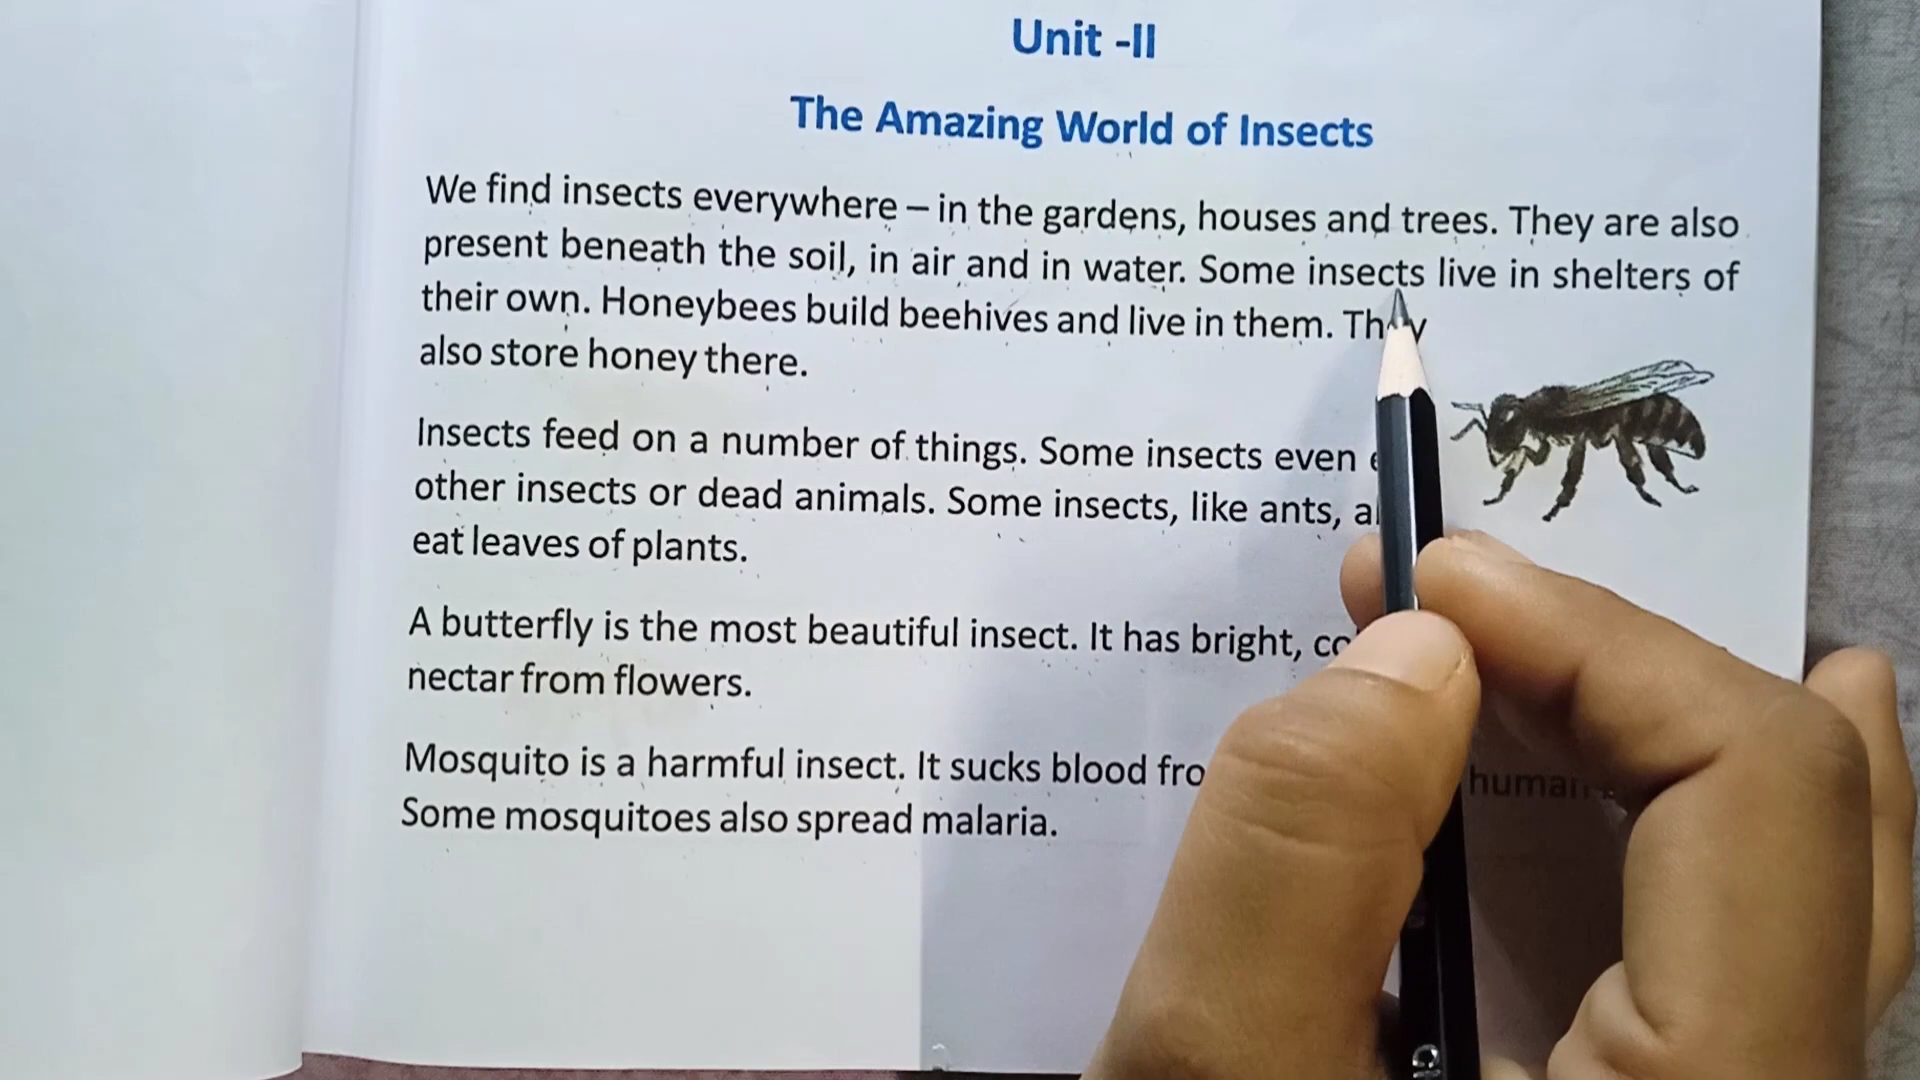 Unit -II
The Amazing World of Insects
We find insects everywhere – in the gardens, houses and trees. They are also
present beneath the soil, in air and in water. Some insects live in shelters of
their own. Honeybees build beehives and live in them. They
also store honey there.
Insects feed on a number of things. Some insects even
other insects or dead animals. Some insects, like ants,
eat leaves of plants.
A butterfly is the most beautiful insect. It has bright,
nectar from flowers.
Mosquito is a harmful insect. It sucks blood human
Some mosquitoes also spread malaria.